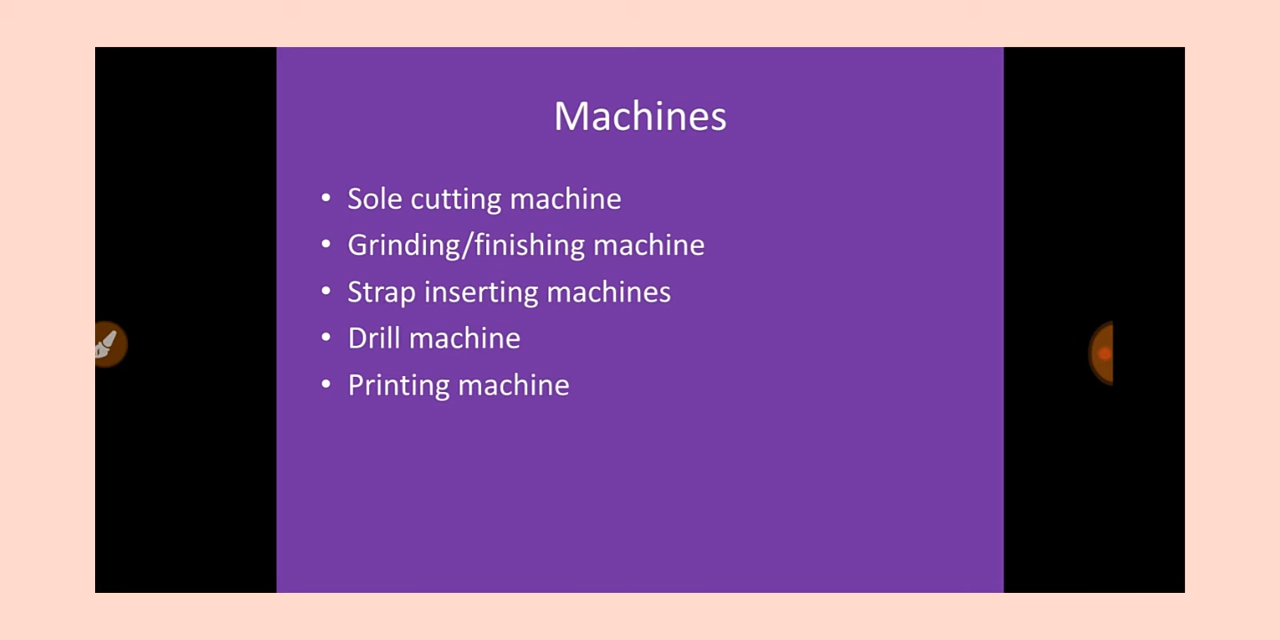 Machines
• Sole cutting machine
• Grinding/finishing machine
• Strap inserting machines
• Drill machine
• Printing machine